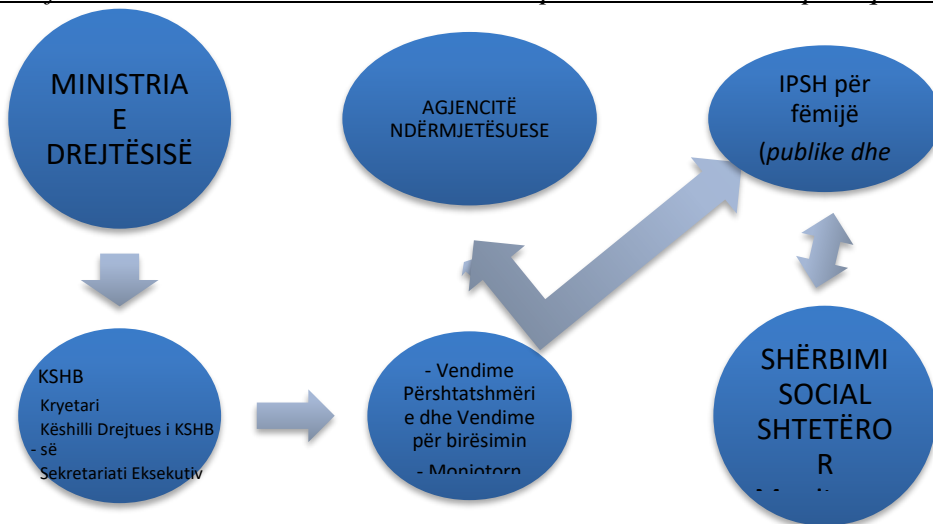 MINISTRIA
E
DREJTËSISË
AGJENCITË
NDËRMJETËSUESE
IPSH për
fëmijë
(publike dhe
KSHB
Kryetari
Këshilli Drejtues i KSHB
- së
Sekretariati Eksekutiv
- Vendime
Përshtatshmëri
e dhe Vendime
për birësimin
SHËRBIMI
SOCIAL
SHTETËRO
R